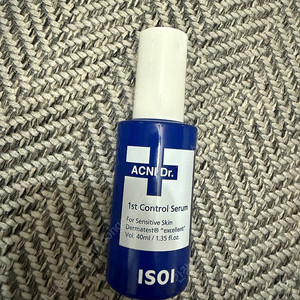 ACNI Dr.
1st Control Serum
For Sensitive Skin
Dermatest® "excellent"
Vol. 40ml / 1.35 fl.oz.
ISOI